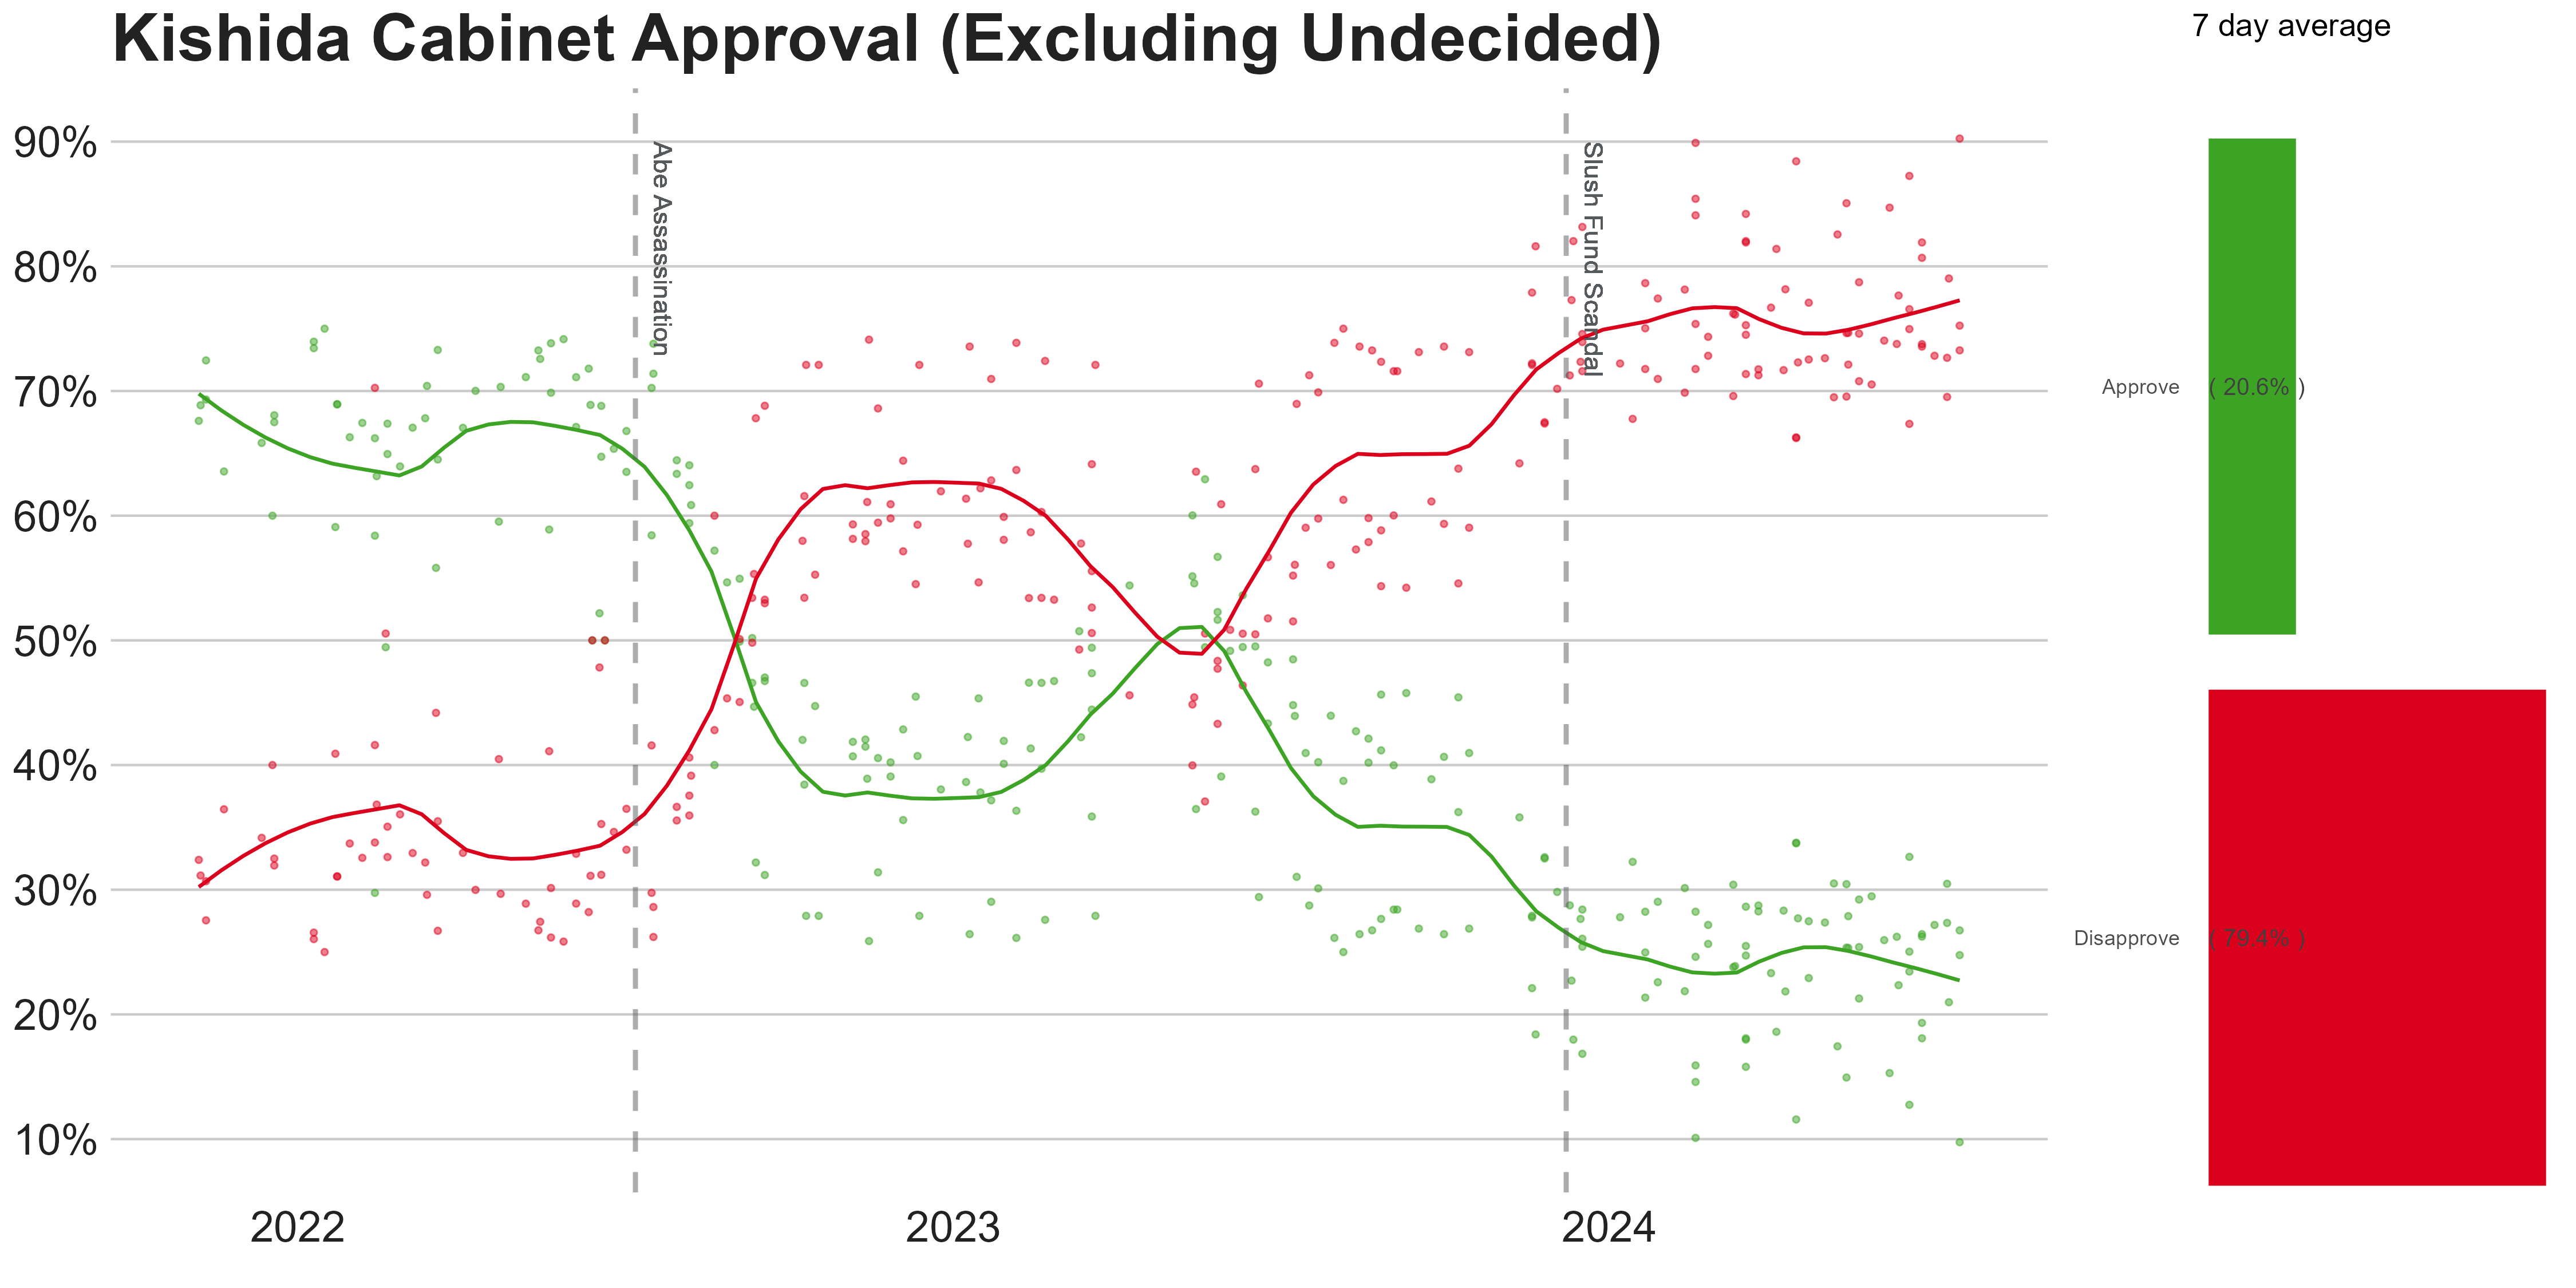 Kishida Cabinet Approval (Excluding Undecided)
7 day average
90%
80%
70%
60%
50%
40%
30%
20%
10%
Abe Assassination
Slush Fund Scandal
2022
2023
2024
Approve
( 20.6% )
Disapprove
( 79.4% )